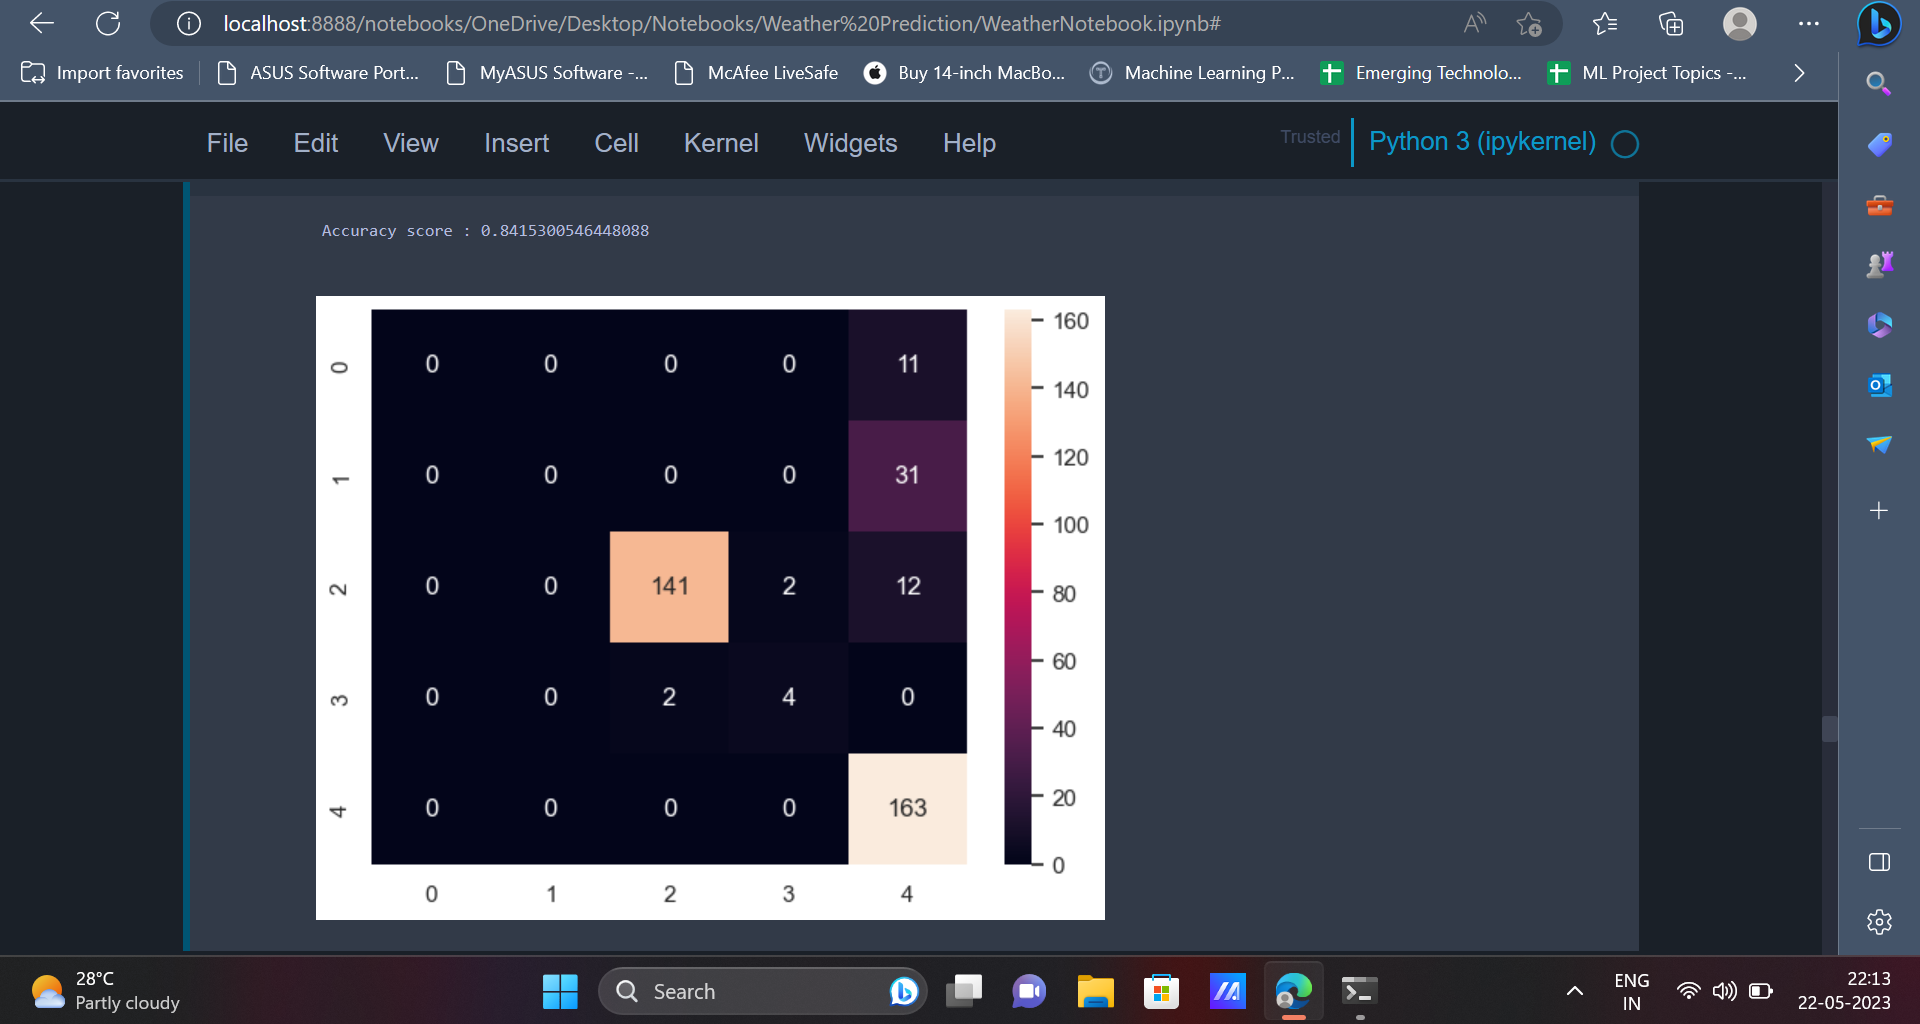 localhost:8888/notebooks/OneDrive/Desktop/Notebooks/Weather%20Prediction/WeatherNotebook.ipynb#
Import favorites
ASUS Software Port...
MyASUS Software -...
McAfee LiveSafe
Buy 14-inch MacBo...
Machine Learning P...
Emerging Technolo...
ML Project Topics -...
File Edit View Insert Cell Kernel Widgets Help
Trusted
Python 3 (ipykernel)
Accuracy score : 0.8415300546448088
0 0 0 0 0 11
1 0 0 0 0 31
2 0 0 141 2 12
3 0 0 2 4 0
4 0 0 0 0 163
0 1 2 3 4
160
140
120
100
80
60
40
20
0
28°C
Partly cloudy
Search
ENG
IN
22:13
22-05-2023